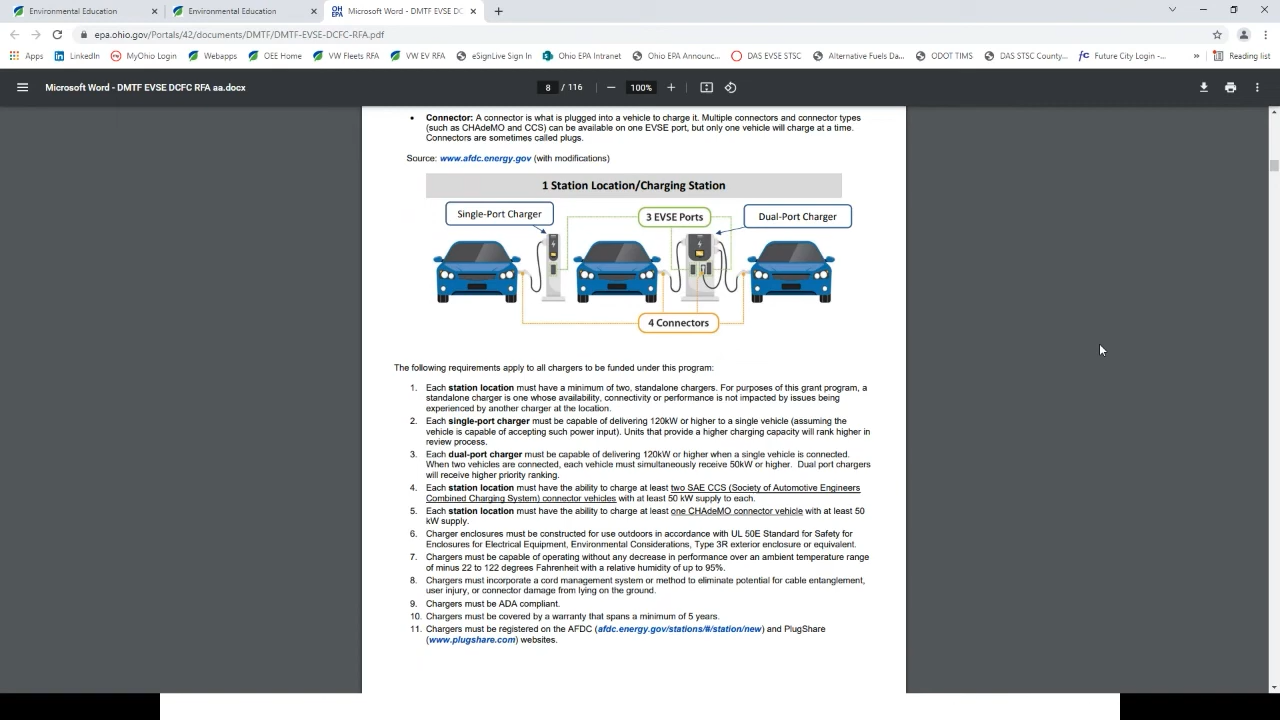 Environmental Education
Environmental Education
OH EPA
Microsoft Word - DMTF EVSE DC
epa.ohio.gov/Portals/42/documents/DMTF/DMTF-EVSE-DCFC-RFA.pdf
Apps LinkedIn MyOhio Login Webapps OEE Home VW Fleets RFA VW EV RFA eSignLive Sign In Ohio EPA Intranet Ohio EPA Announc... DAS EVSE STSC Alternative Fuels Da... ODOT TIMS DAS STSC County... Future City Login -... » Reading list
Microsoft Word - DMTF EVSE DCFC RFA aa.docx
8 / 116 — 100% +
• Connector: A connector is what is plugged into a vehicle to charge it. Multiple connectors and connector types
(such as CHAdeMO and CCS) can be available on one EVSE port, but only one vehicle will charge at a time.
Connectors are sometimes called plugs.
Source: www.afdc.energy.gov (with modifications)
1 Station Location/Charging Station
Single-Port Charger
3 EVSE Ports
Dual-Port Charger
4 Connectors
The following requirements apply to all chargers to be funded under this program:
1. Each station location must have a minimum of two, standalone chargers. For purposes of this grant program, a
standalone charger is one whose availability, connectivity or performance is not impacted by issues being
experienced by another charger at the location.
2. Each single-port charger must be capable of delivering 120kW or higher to a single vehicle (assuming the
vehicle is capable of accepting such power input). Units that provide a higher charging capacity will rank higher in
review process.
3. Each dual-port charger must be capable of delivering 120kW or higher when a single vehicle is connected.
When two vehicles are connected, each vehicle must simultaneously receive 50kW or higher. Dual port chargers
will receive higher priority ranking.
4. Each station location must have the ability to charge at least two SAE CCS (Society of Automotive Engineers
Combined Charging System) connector vehicles with at least 50 kW supply to each.
5. Each station location must have the ability to charge at least one CHAdeMO connector vehicle with at least 50
kW supply.
6. Charger enclosures must be constructed for use outdoors in accordance with UL 50E Standard for Safety for
Enclosures for Electrical Equipment, Environmental Considerations, Type 3R exterior enclosure or equivalent.
7. Chargers must be capable of operating without any decrease in performance over an ambient temperature range
of minus 22 to 122 degrees Fahrenheit with a relative humidity of up to 95%.
8. Chargers must incorporate a cord management system or method to eliminate potential for cable entanglement,
user injury, or connector damage from lying on the ground.
9. Chargers must be ADA compliant.
10. Chargers must be covered by a warranty that spans a minimum of 5 years.
11. Chargers must be registered on the AFDC (afdc.energy.gov/stations/#/station/new) and PlugShare
(www.plugshare.com) websites.